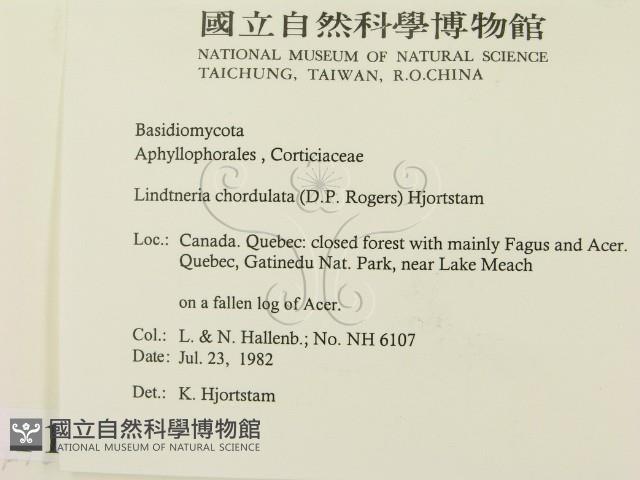 國立自然科學博物館
NATIONAL MUSEUM OF NATURAL SCIENCE
TAICHUNG, TAIWAN, R.O.CHINA
Basidiomycota
Aphyllophorales , Corticiaceae
Lindtneria chordulata (D.P. Rogers) Hjortstam
Loc.: Canada. Quebec: closed forest with mainly Fagus and Acer.
Quebec, Gatinedu Nat. Park, near Lake Meach
on a fallen log of Acer.
Col.: L. & N. Hallenb.; No. NH 6107
Date: Jul. 23, 1982
Det.: K. Hjortstam
國立自然科學博物館
NATIONAL MUSEUM OF NATURAL SCIENCE